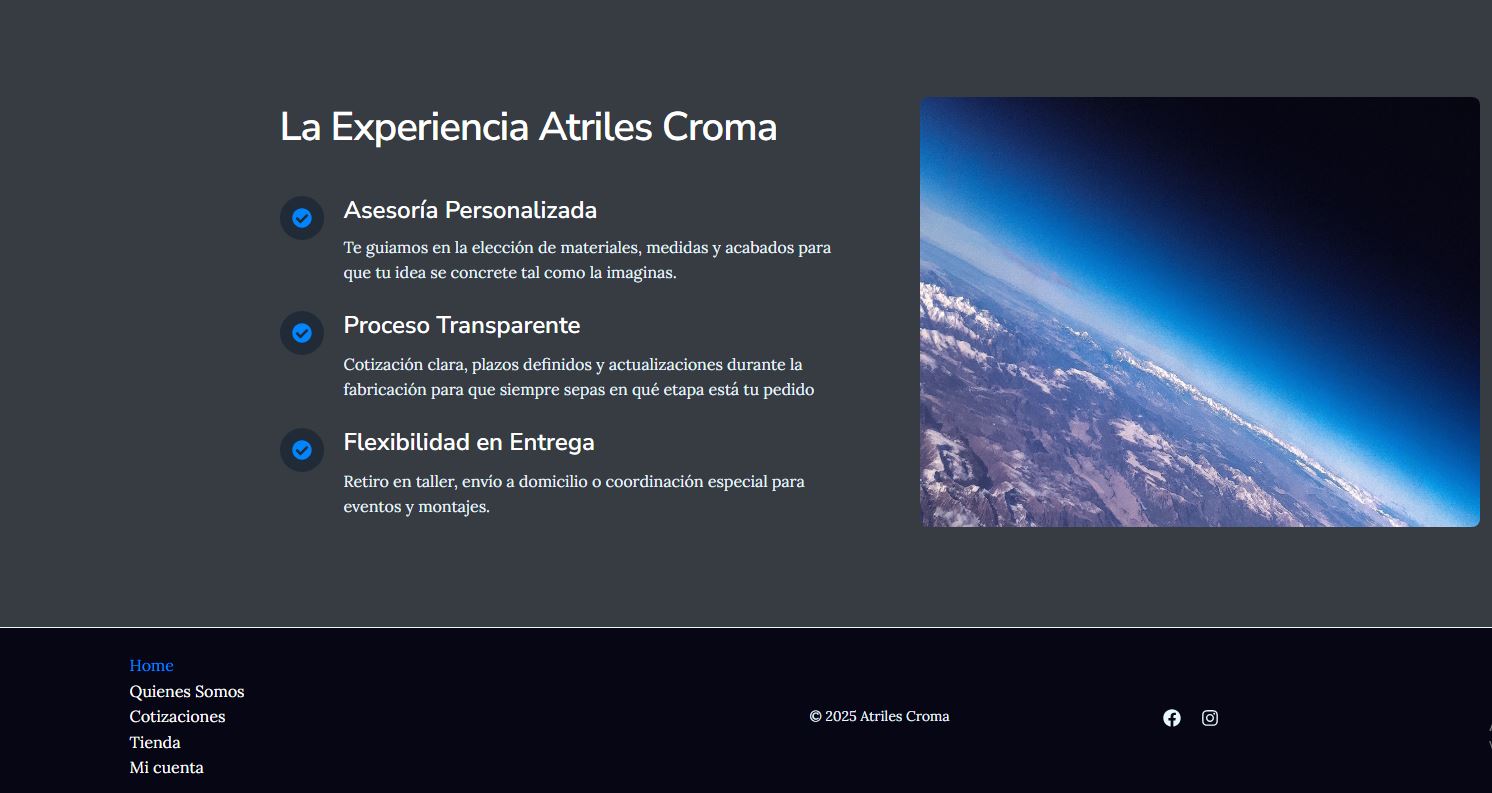 La Experiencia Atriles Croma
Asesoría Personalizada
Te guiamos en la elección de materiales, medidas y acabados para
que tu idea se concrete tal como la imaginas.
Proceso Transparente
Cotización clara, plazos definidos y actualizaciones durante la
fabricación para que siempre sepas en qué etapa está tu pedido
Flexibilidad en Entrega
Retiro en taller, envío a domicilio o coordinación especial para
eventos y montajes.
Home
Quienes Somos
Cotizaciones
Tienda
Mi cuenta
© 2025 Atriles Croma